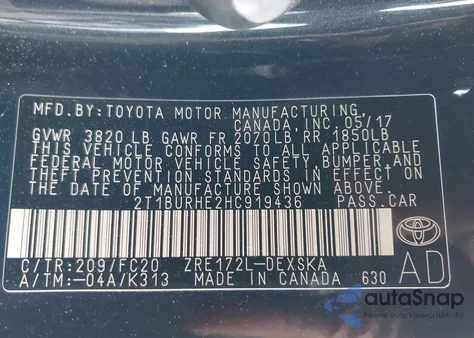 MFD.BY:TOYOTA MOTOR MANUFACTURING
CANADA, INC. 05/17
GVWR 3820 LB GAWR FR 2070LB RR 1850LB
THIS VEHICLE CONFORMS TO ALL APPLICABLE
FEDERAL MOTOR VEHICLE SAFETY, BUMPER,AND
THEFT PREVENTION STANDARDS IN EFFECT ON
THE DATE OF MANUFACTURE SHOWN ABOVE.
2T1BURHE2HC919436 PASS.CAR
C/TR:209/FC20 ZRE172L-DEXSKA
A/TM:-04A/K313 MADE IN CANADA 630
AD
autoSnap